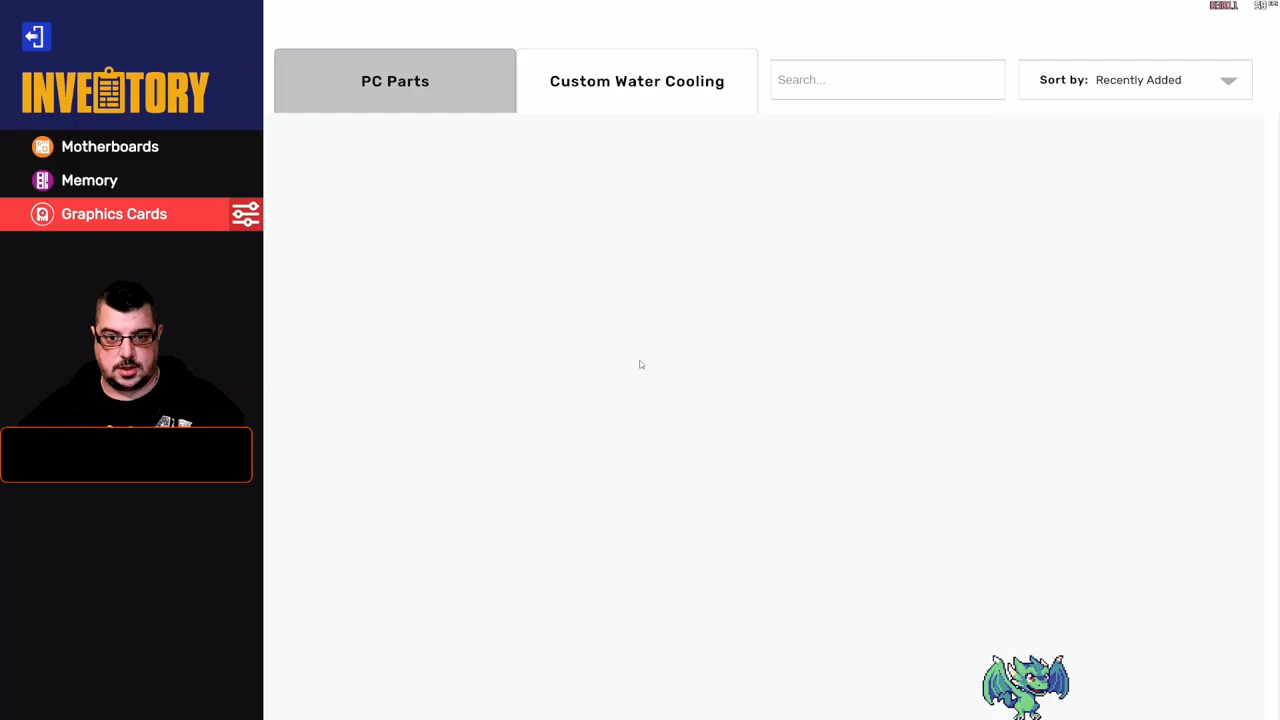 INVENTORY
PC Parts
Custom Water Cooling
Search...
Sort by: Recently Added
Motherboards
Memory
Graphics Cards